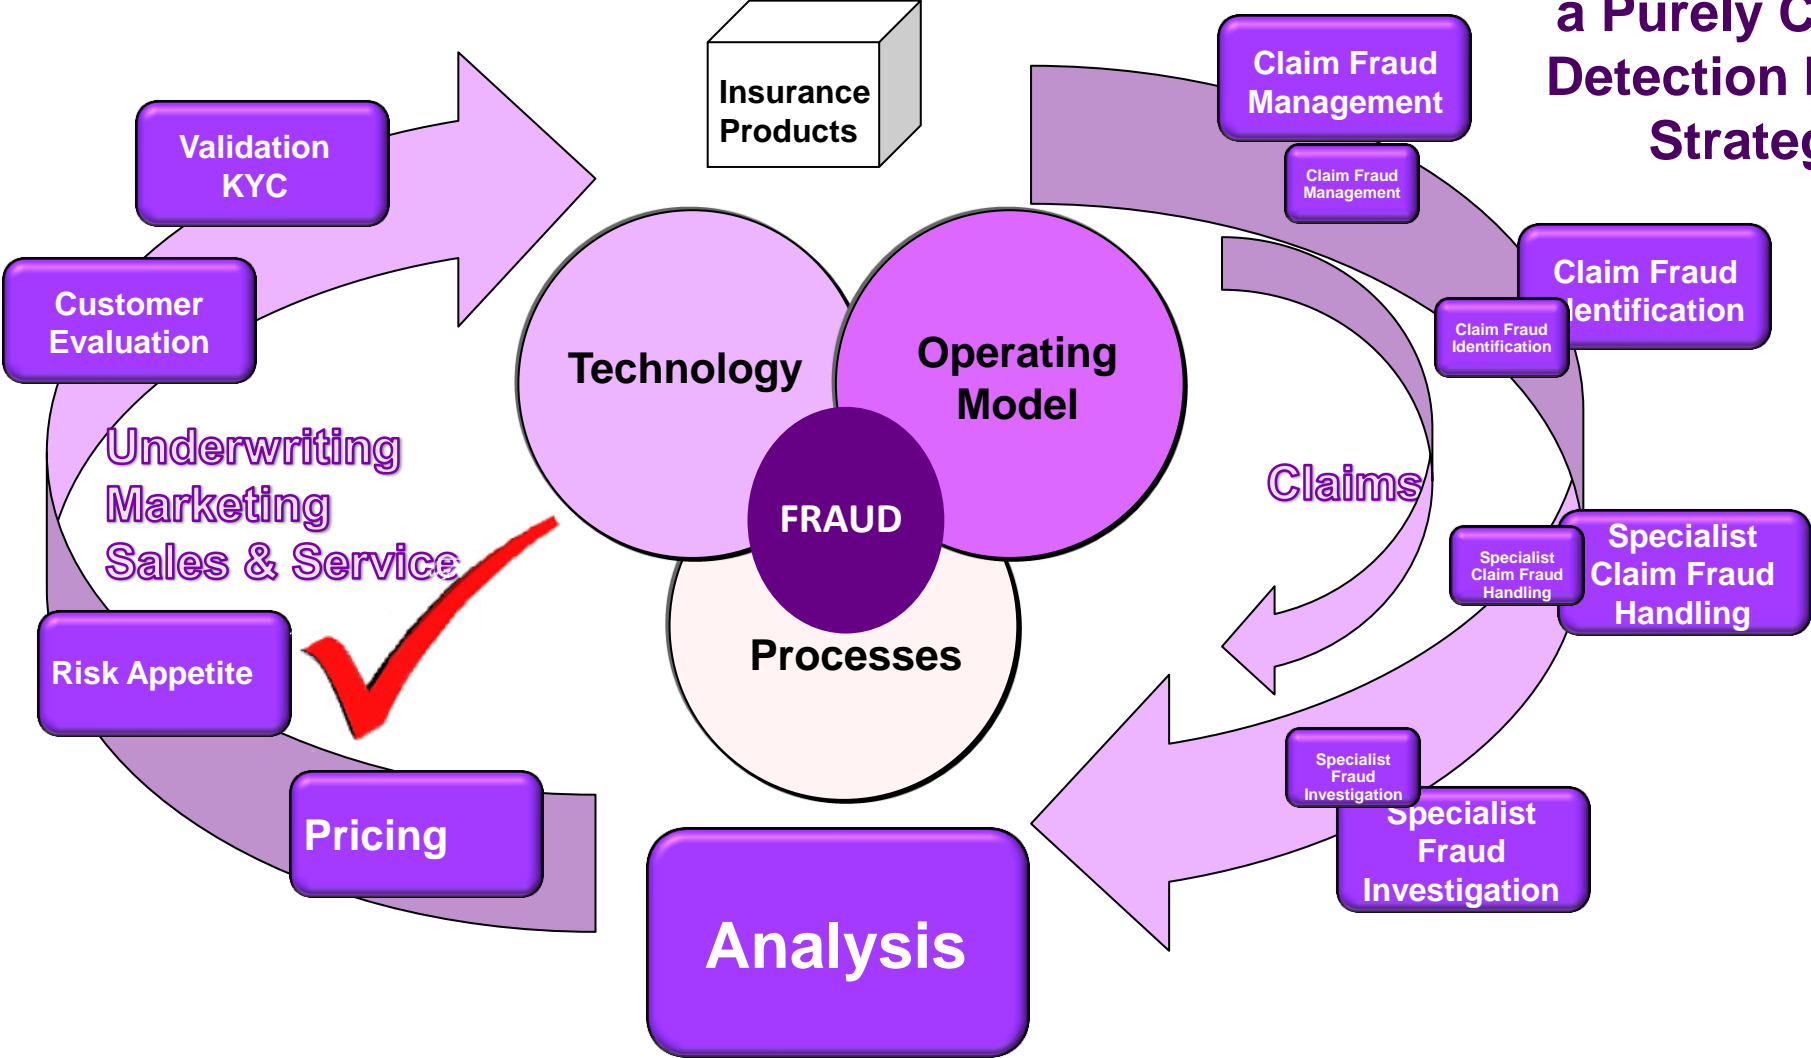 a Purely
Detection
Insurance
Products
Claim Fraud
Management
Claim Fraud
Management
Validation
KYC
Customer
Evaluation
Claim Fraud
Claim Fraud
Identification
Technology
Operating
Model
Underwriting
Marketing
Sales & Service
Claims
FRAUD
Specialist
Claim Fraud
Handling
Specialist
Claim Fraud
Handling
Risk Appetite
Processes
Pricing
Specialist
Fraud
Investigation
Specialist
Fraud
Investigation
Analysis